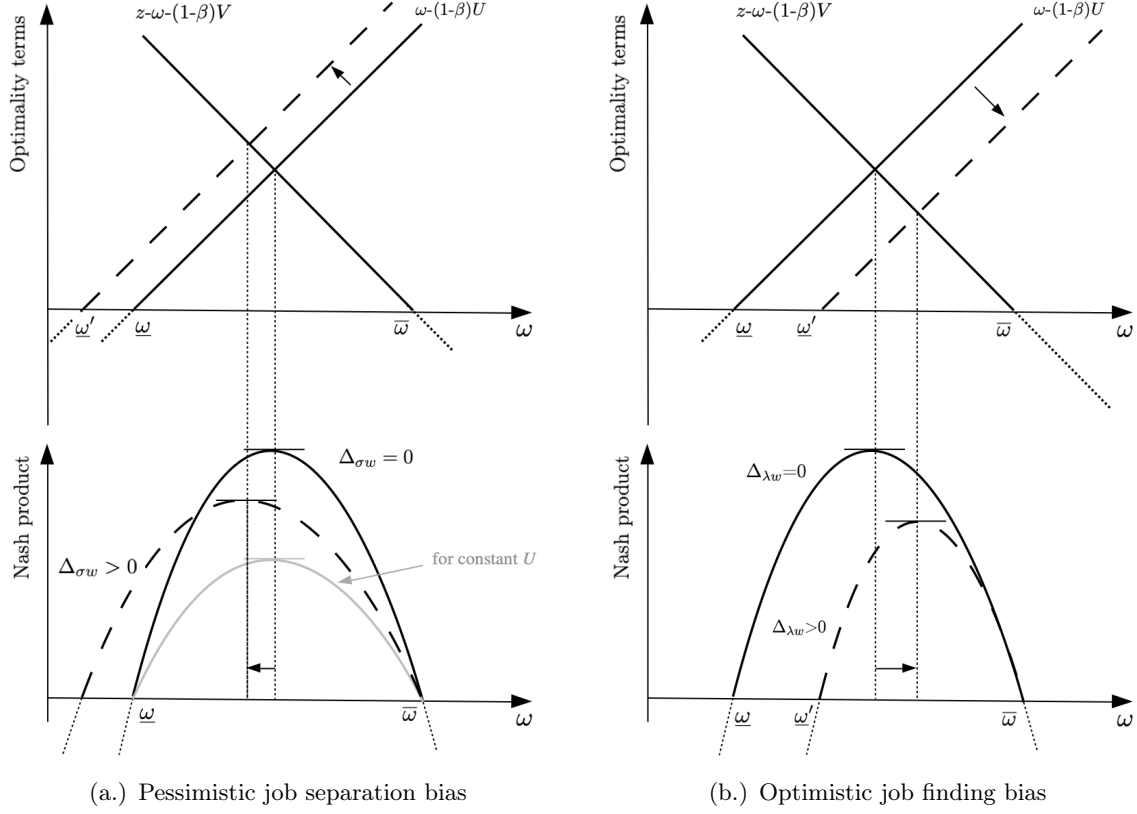 z-ω-(1-β)V
ω-(1-β)U
Optimality terms
ω̲′
ω̲
ω̅
ω
Nash product
Δσw = 0
Δσw > 0
for constant U
ω̲
ω̅
ω
(a.) Pessimistic job separation bias
z-ω-(1-β)V
ω-(1-β)U
Optimality terms
ω̲
ω̲′
ω̅
ω
Nash product
Δλw=0
Δλw>0
ω̲
ω̲′
ω̅
ω
(b.) Optimistic job finding bias